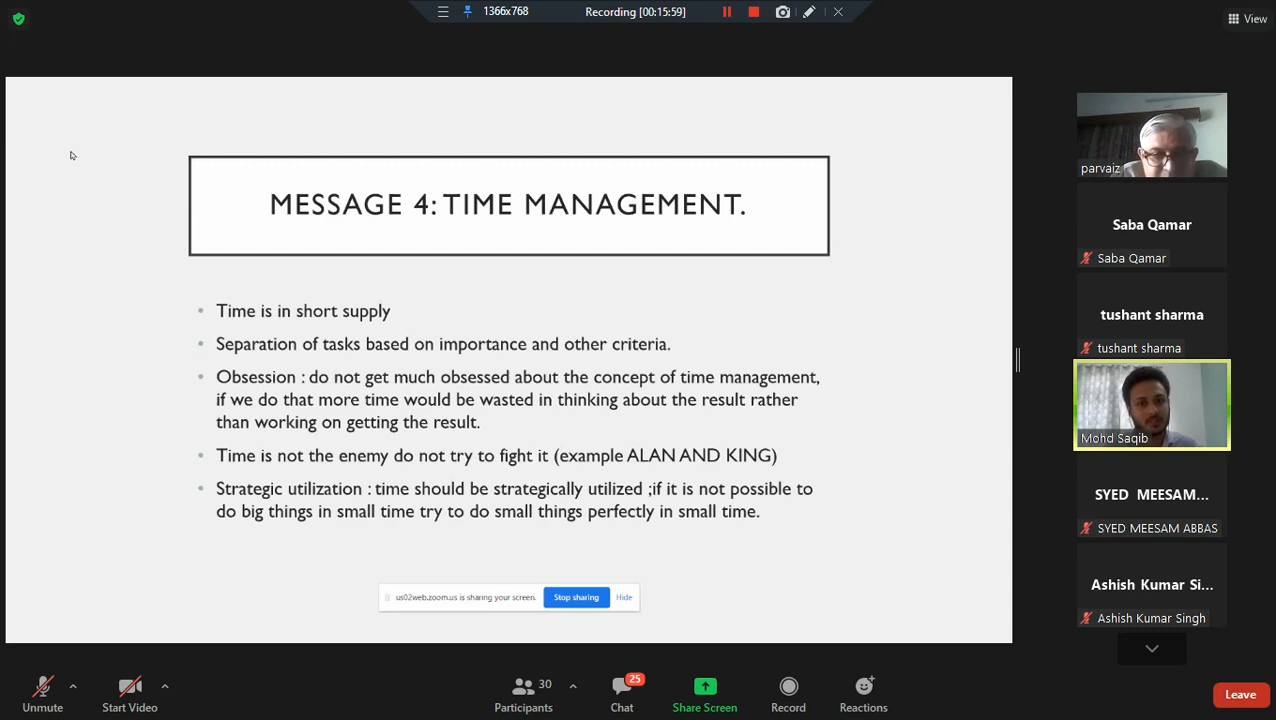 1366x768
Recording [00:15:59]
View
MESSAGE 4: TIME MANAGEMENT.
• Time is in short supply
• Separation of tasks based on importance and other criteria.
• Obsession : do not get much obsessed about the concept of time management,
if we do that more time would be wasted in thinking about the result rather
than working on getting the result.
• Time is not the enemy do not try to fight it (example ALAN AND KING)
• Strategic utilization : time should be strategically utilized ;if it is not possible to
do big things in small time try to do small things perfectly in small time.
us02web.zoom.us is sharing your screen.
Stop sharing
Hide
parvaiz
Saba Qamar
Saba Qamar
tushant sharma
tushant sharma
Mohd Saqib
SYED MEESAM...
SYED MEESAM ABBAS
Ashish Kumar Si...
Ashish Kumar Singh
Unmute
Start Video
30
Participants
25
Chat
Share Screen
Record
Reactions
Leave